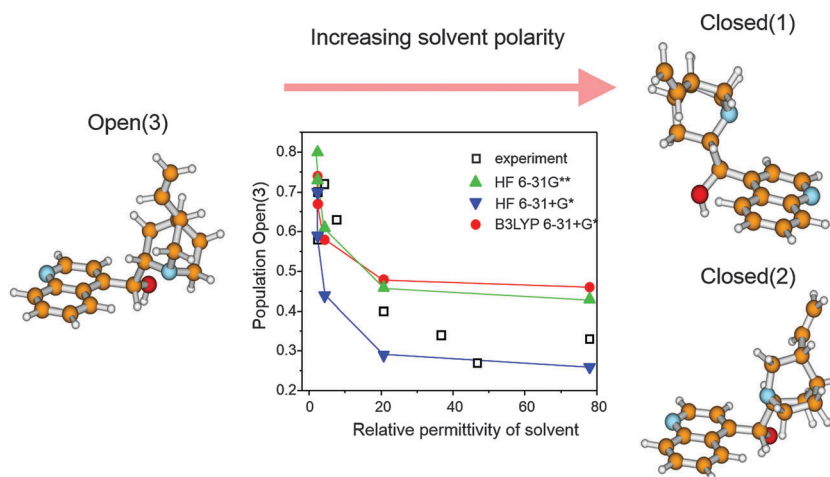 Increasing solvent polarity
Closed(1)
Open(3)
0.8
0.7
0.6
0.5
0.4
0.3
0.2
Population Open(3)
experiment
HF 6-31G**
HF 6-31+G*
B3LYP 6-31+G*
0
20
40
60
80
Relative permittivity of solvent
Closed(2)